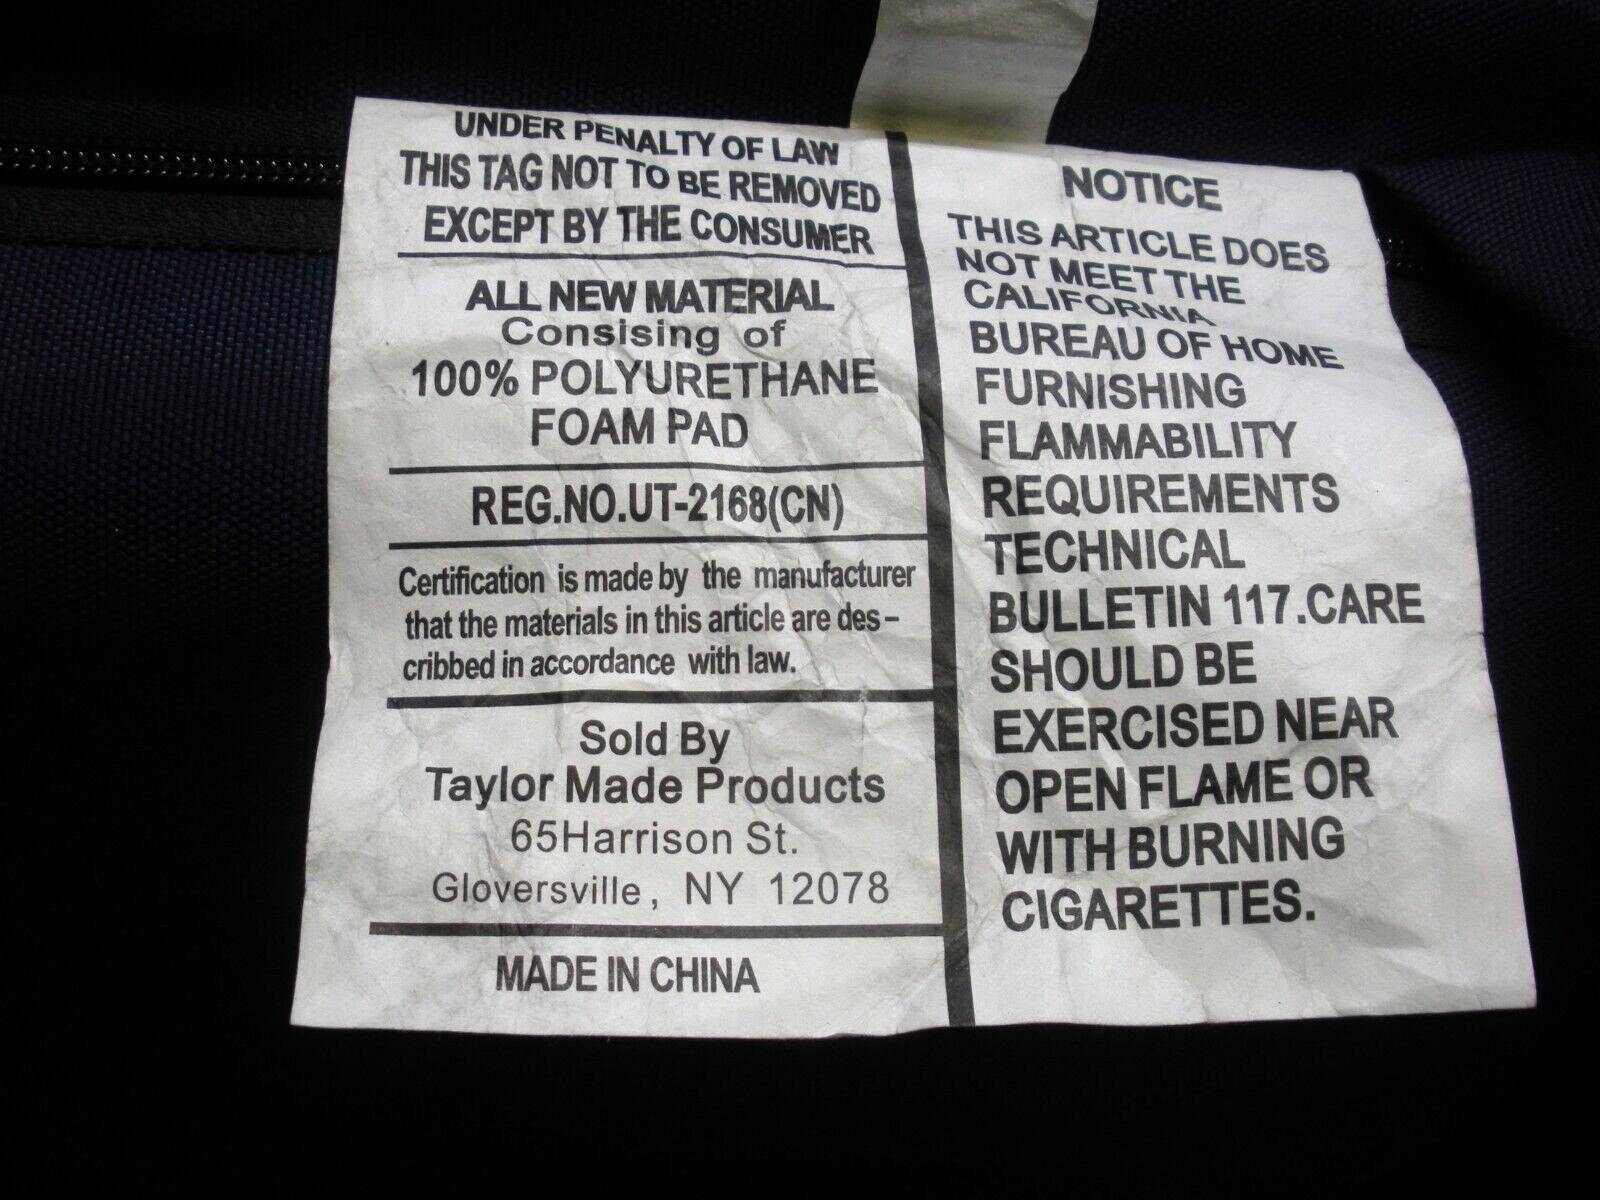 UNDER PENALTY OF LAW
THIS TAG NOT TO BE REMOVED
EXCEPT BY THE CONSUMER
ALL NEW MATERIAL
Consising of
100% POLYURETHANE
FOAM PAD
REG.NO.UT-2168(CN)
Certification is made by the manufacturer
that the materials in this article are des-
cribbed in accordance with law.
Sold By
Taylor Made Products
65Harrison St.
Gloversville, NY 12078
MADE IN CHINA
NOTICE
THIS ARTICLE DOES
NOT MEET THE
CALIFORNIA
BUREAU OF HOME
FURNISHING
FLAMMABILITY
REQUIREMENTS
TECHNICAL
BULLETIN 117.CARE
SHOULD BE
EXERCISED NEAR
OPEN FLAME OR
WITH BURNING
CIGARETTES.